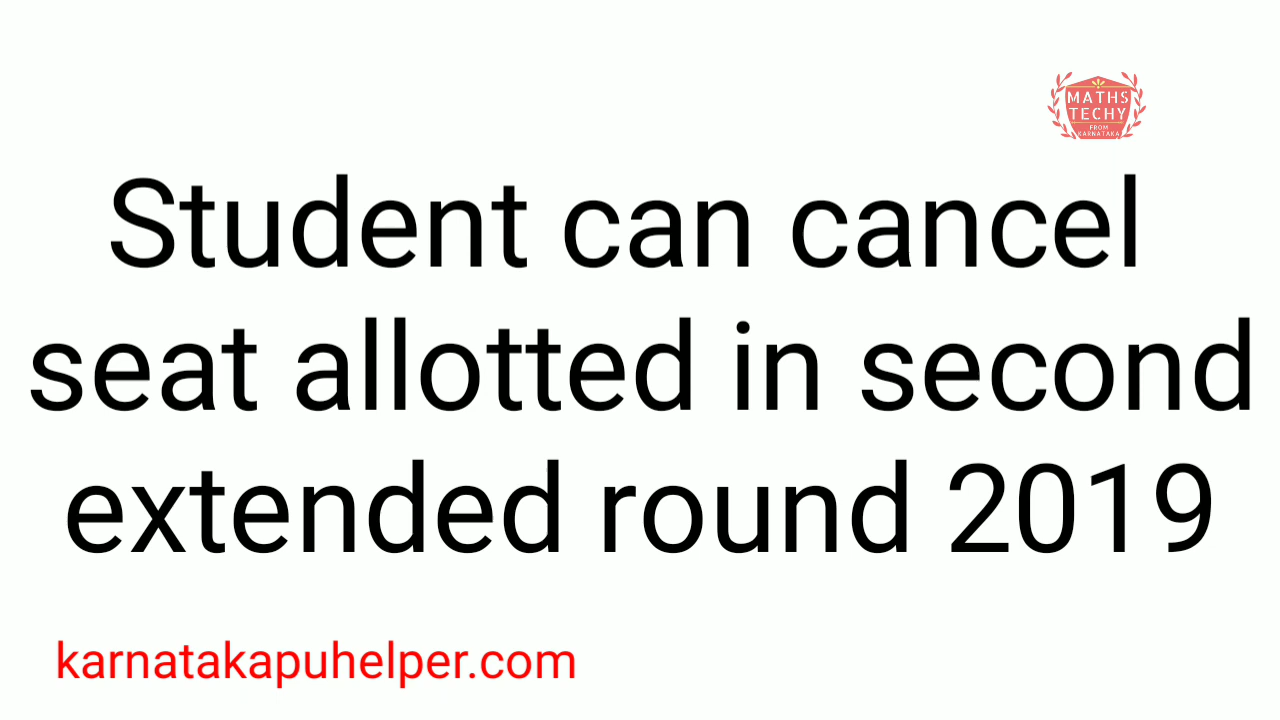 MATHS
TECHY
FROM
KARNATAKA
Student can cancel
seat allotted in second
extended round 2019
karnatakapuhelper.com